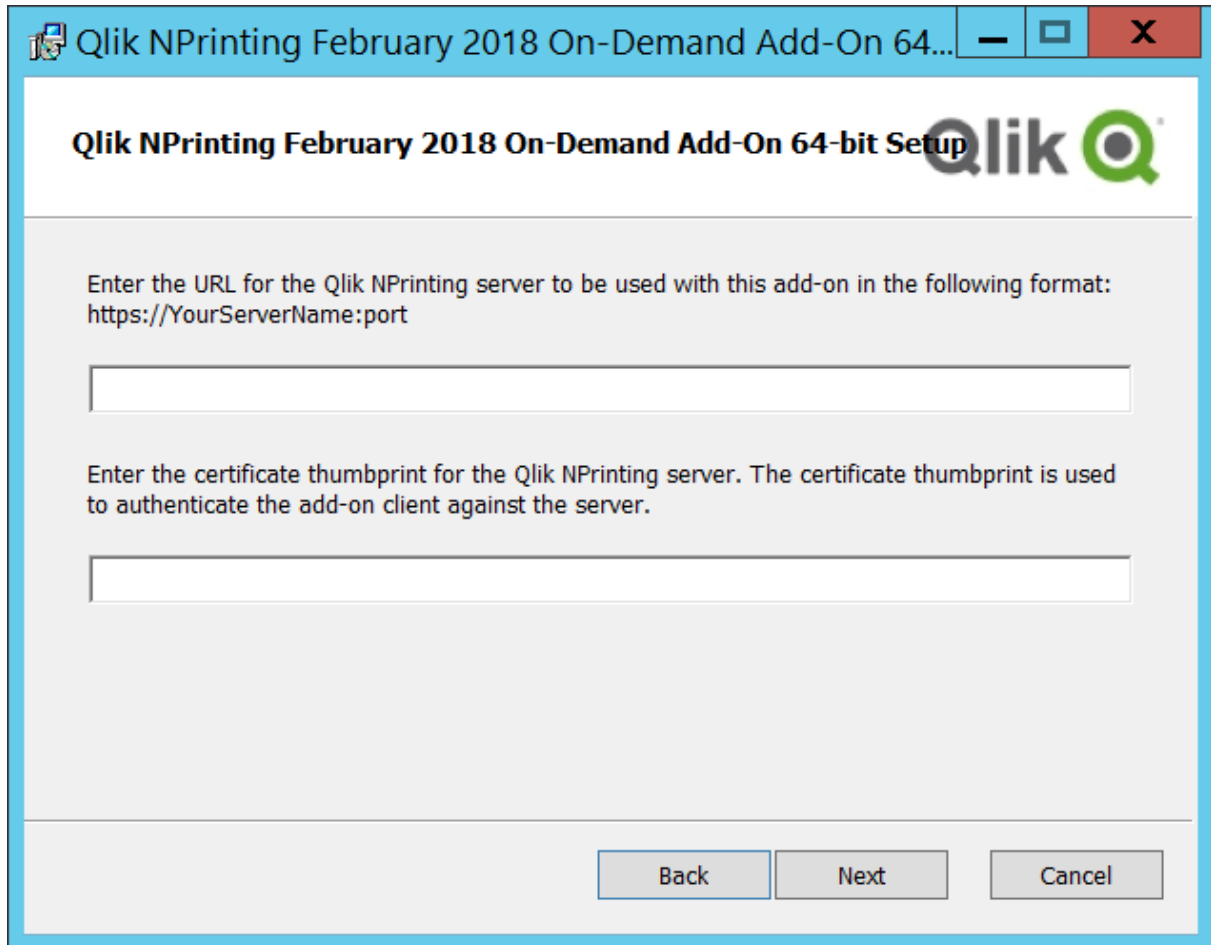 Qlik NPrinting February 2018 On-Demand Add-On 64...
Qlik NPrinting February 2018 On-Demand Add-On 64-bit Setup
Qlik
Enter the URL for the Qlik NPrinting server to be used with this add-on in the following format:
https://YourServerName:port
Enter the certificate thumbprint for the Qlik NPrinting server. The certificate thumbprint is used
to authenticate the add-on client against the server.
Back Next Cancel